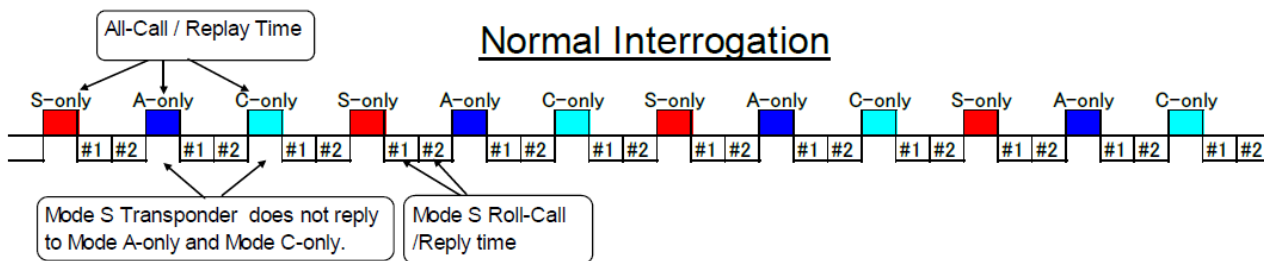 All-Call / Replay Time
Normal Interrogation
S-only A-only C-only S-only A-only C-only S-only A-only C-only S-only A-only C-only
#1 #2 #1 #2 #1 #2 #1 #2 #1 #2 #1 #2 #1 #2 #1 #2 #1 #2 #1 #2 #1 #2 #1 #2
Mode S Transponder does not reply
to Mode A-only and Mode C-only.
Mode S Roll-Call
/Reply time